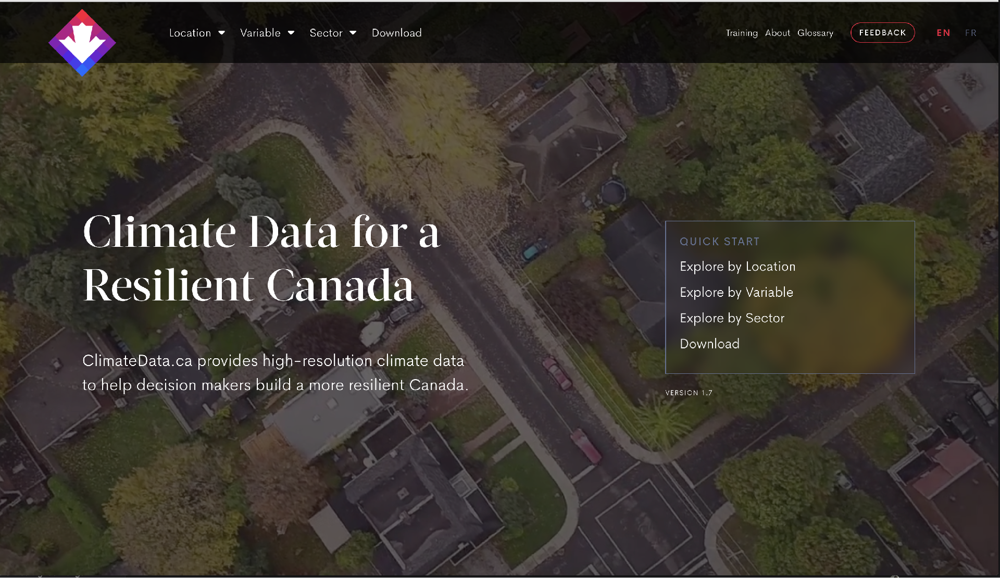 Location
Variable
Sector
Download
Training
About
Glossary
FEEDBACK
EN
FR
Climate Data for a
Resilient Canada
ClimateData.ca provides high-resolution climate data
to help decision makers build a more resilient Canada.
QUICK START
Explore by Location
Explore by Variable
Explore by Sector
Download
VERSION 1.7